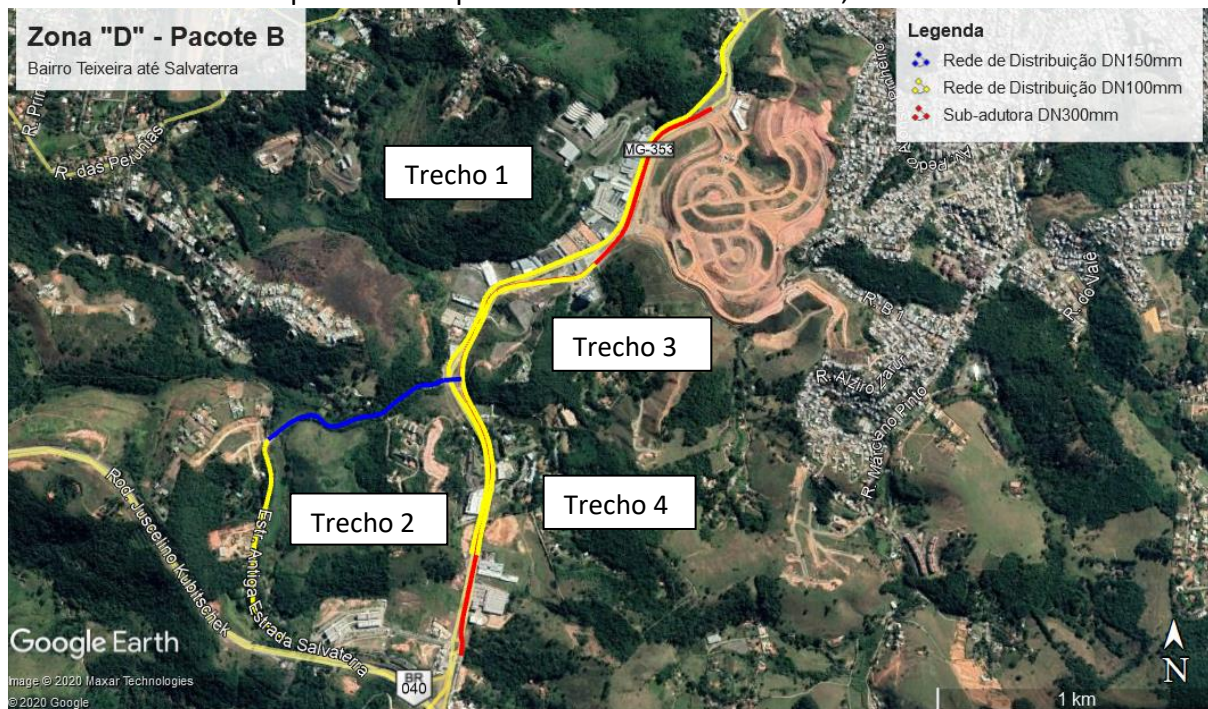 Zona "D" - Pacote B
Bairro Teixeira até Salvaterra
Legenda
Rede de Distribuição DN150mm
Rede de Distribuição DN100mm
Sub-adutora DN300mm
R. das Petúnias
MG-353
Trecho 1
R. B 1
R. do Vale
Trecho 3
R. Alziro Zarur
R. Marciano Pinto
Trecho 4
Trecho 2
Rod. Juscelino Kubitschek
Estr. Antiga Estrada Salvaterra
Google Earth
BR
040
Image © 2020 Maxar Technologies
© 2020 Google
N
1 km